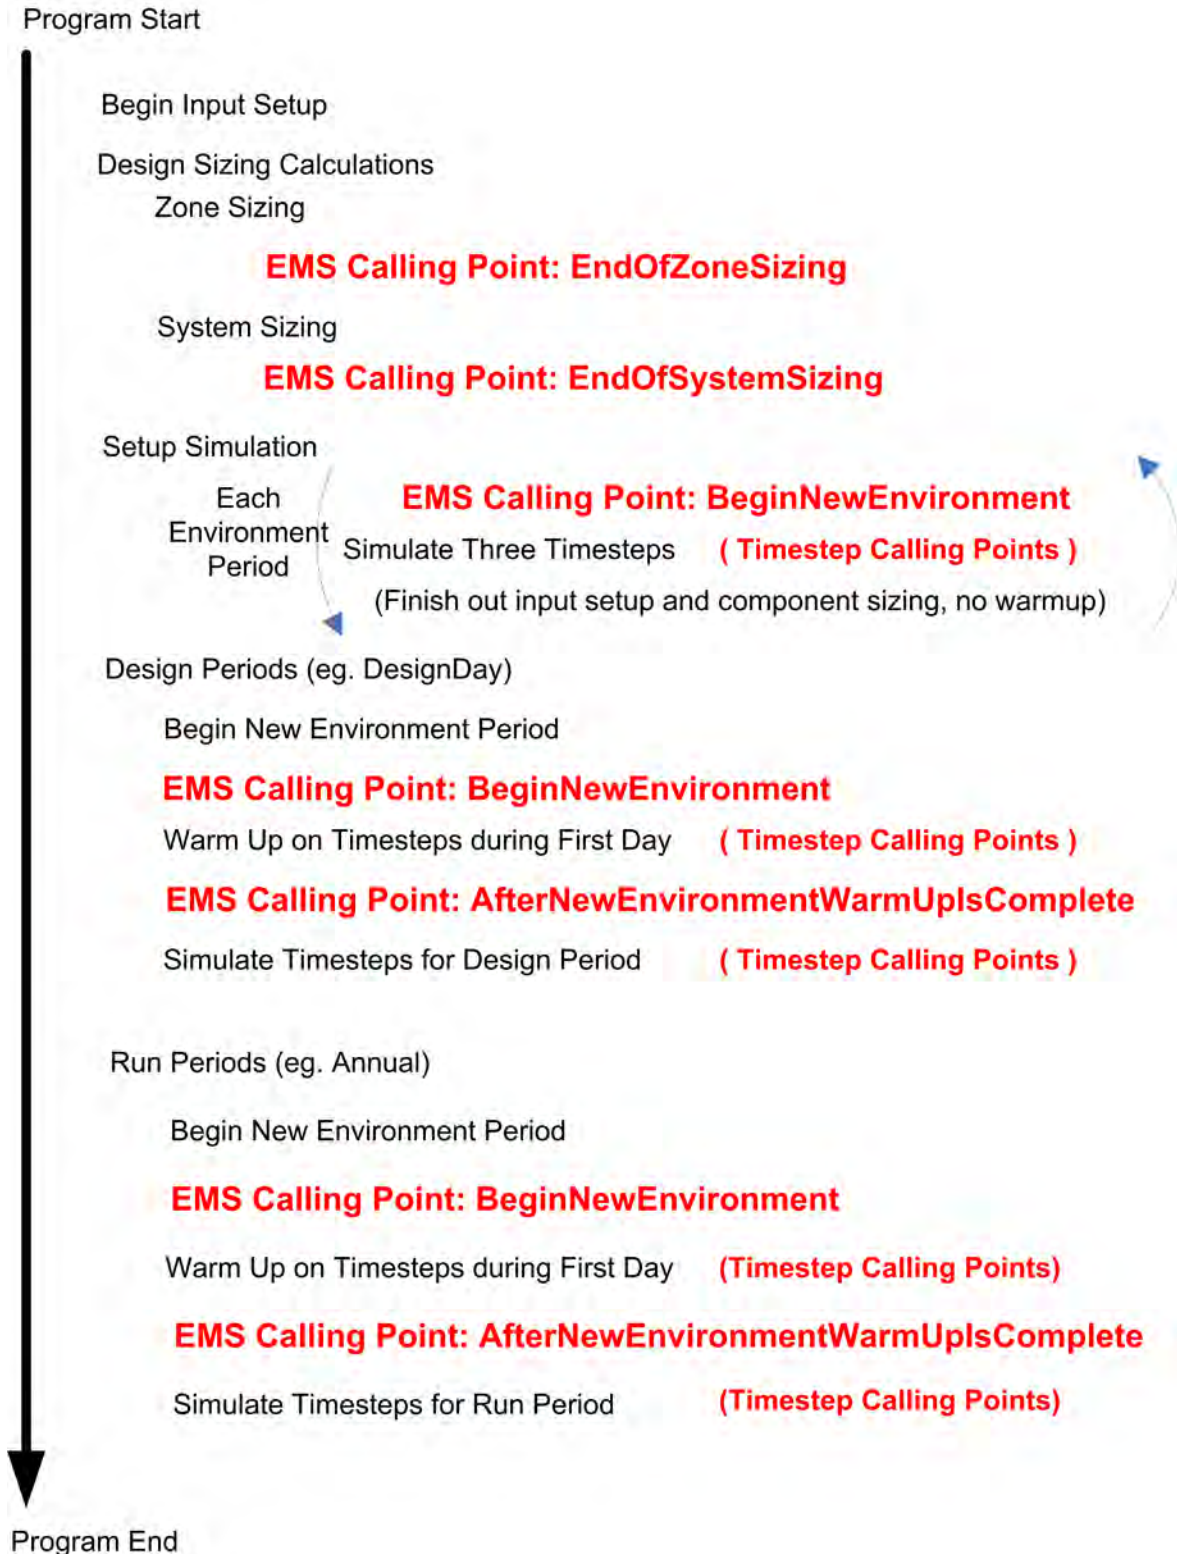 Program Start
Begin Input Setup
Design Sizing Calculations
Zone Sizing
EMS Calling Point: EndOfZoneSizing
System Sizing
EMS Calling Point: EndOfSystemSizing
Setup Simulation
Each
Environment
Period
EMS Calling Point: BeginNewEnvironment
Simulate Three Timesteps ( Timestep Calling Points )
(Finish out input setup and component sizing, no warmup)
Design Periods (eg. DesignDay)
Begin New Environment Period
EMS Calling Point: BeginNewEnvironment
Warm Up on Timesteps during First Day ( Timestep Calling Points )
EMS Calling Point: AfterNewEnvironmentWarmUpIsComplete
Simulate Timesteps for Design Period ( Timestep Calling Points )
Run Periods (eg. Annual)
Begin New Environment Period
EMS Calling Point: BeginNewEnvironment
Warm Up on Timesteps during First Day (Timestep Calling Points)
EMS Calling Point: AfterNewEnvironmentWarmUpIsComplete
Simulate Timesteps for Run Period (Timestep Calling Points)
Program End